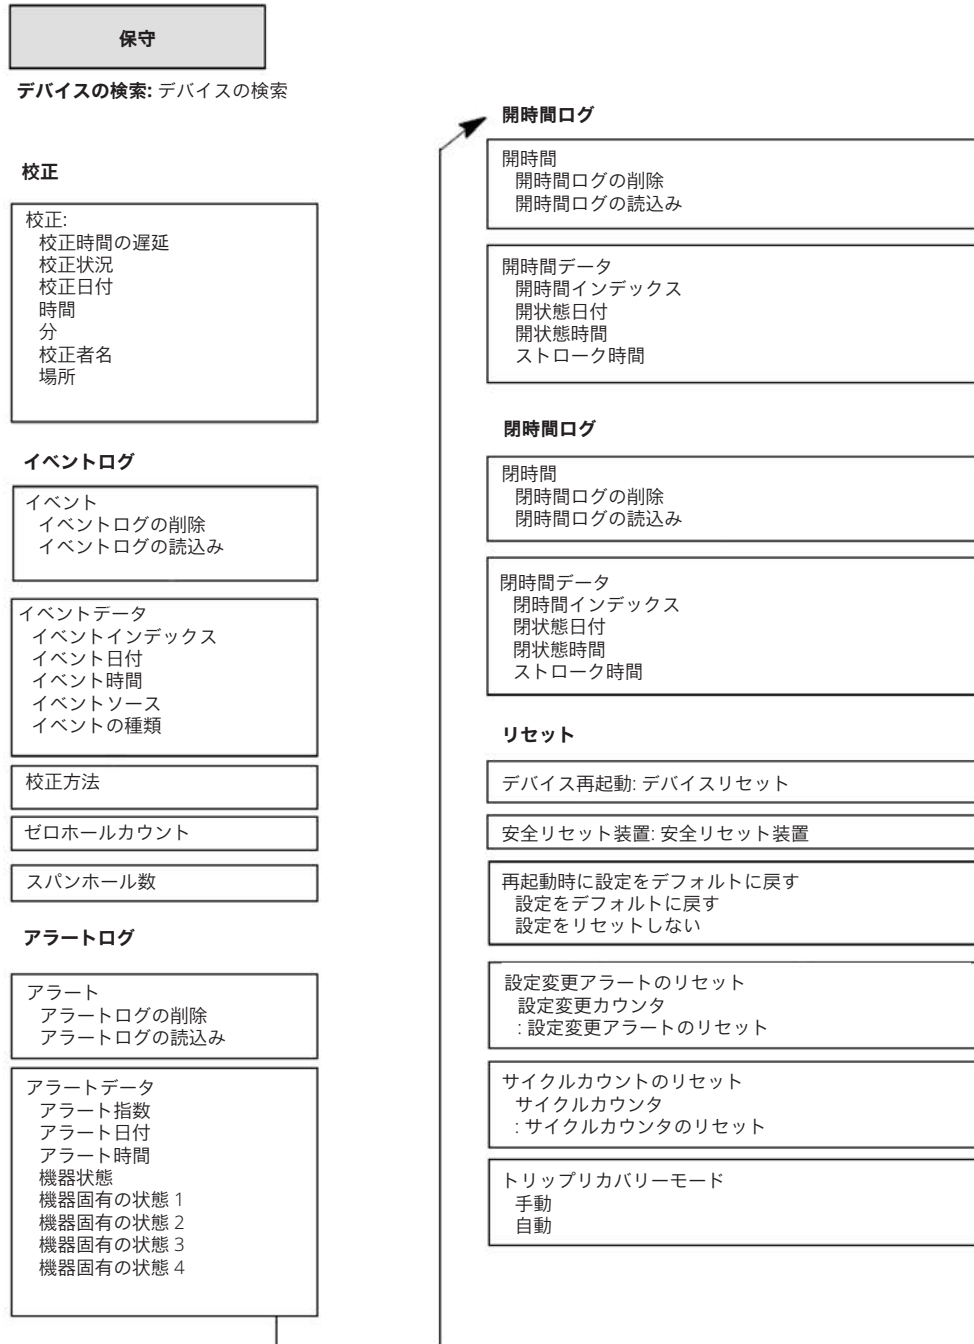 保守
デバイスの検索: デバイスの検索
校正
校正:
校正時間の遅延
校正状況
校正日付
時間
分
校正者名
場所
イベントログ
イベント
イベントログの削除
イベントログの読込み
イベントデータ
イベントインデックス
イベント日付
イベント時間
イベントソース
イベントの種類
校正方法
ゼロホールカウント
スパンホール数
アラートログ
アラート
アラートログの削除
アラートログの読込み
アラートデータ
アラート指数
アラート日付
アラート時間
機器状態
機器固有の状態 1
機器固有の状態 2
機器固有の状態 3
機器固有の状態 4
開時間ログ
開時間
開時間ログの削除
開時間ログの読込み
開時間データ
開時間インデックス
開状態日付
開状態時間
ストローク時間
閉時間ログ
閉時間
閉時間ログの削除
閉時間ログの読込み
閉時間データ
閉時間インデックス
閉状態日付
閉状態時間
ストローク時間
リセット
デバイス再起動: デバイスリセット
安全リセット装置: 安全リセット装置
再起動時に設定をデフォルトに戻す
設定をデフォルトに戻す
設定をリセットしない
設定変更アラートのリセット
設定変更カウンタ
: 設定変更アラートのリセット
サイクルカウントのリセット
サイクルカウンタ
: サイクルカウンタのリセット
トリップリカバリーモード
手動
自動